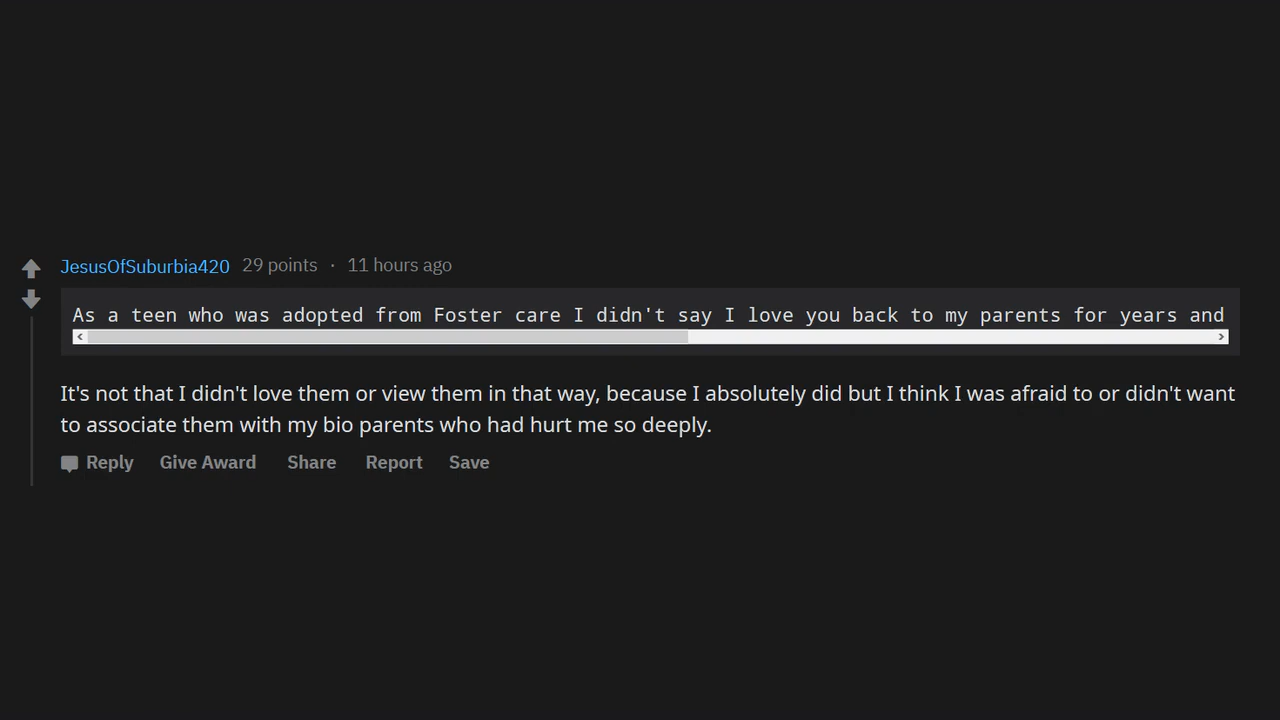 JesusOfSuburbia420 29 points · 11 hours ago
As a teen who was adopted from Foster care I didn't say I love you back to my parents for years and
It's not that I didn't love them or view them in that way, because I absolutely did but I think I was afraid to or didn't want
to associate them with my bio parents who had hurt me so deeply.
Reply Give Award Share Report Save